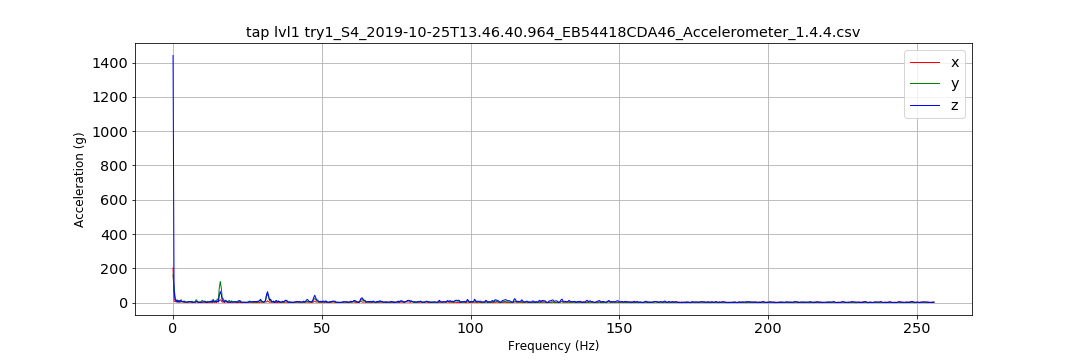 tap lvl1 try1_S4_2019-10-25T13.46.40.964_EB54418CDA46_Accelerometer_1.4.4.csv
1400
1200
1000
800
600
400
200
0
Acceleration (g)
x
y
z
0 50 100 150 200 250
Frequency (Hz)